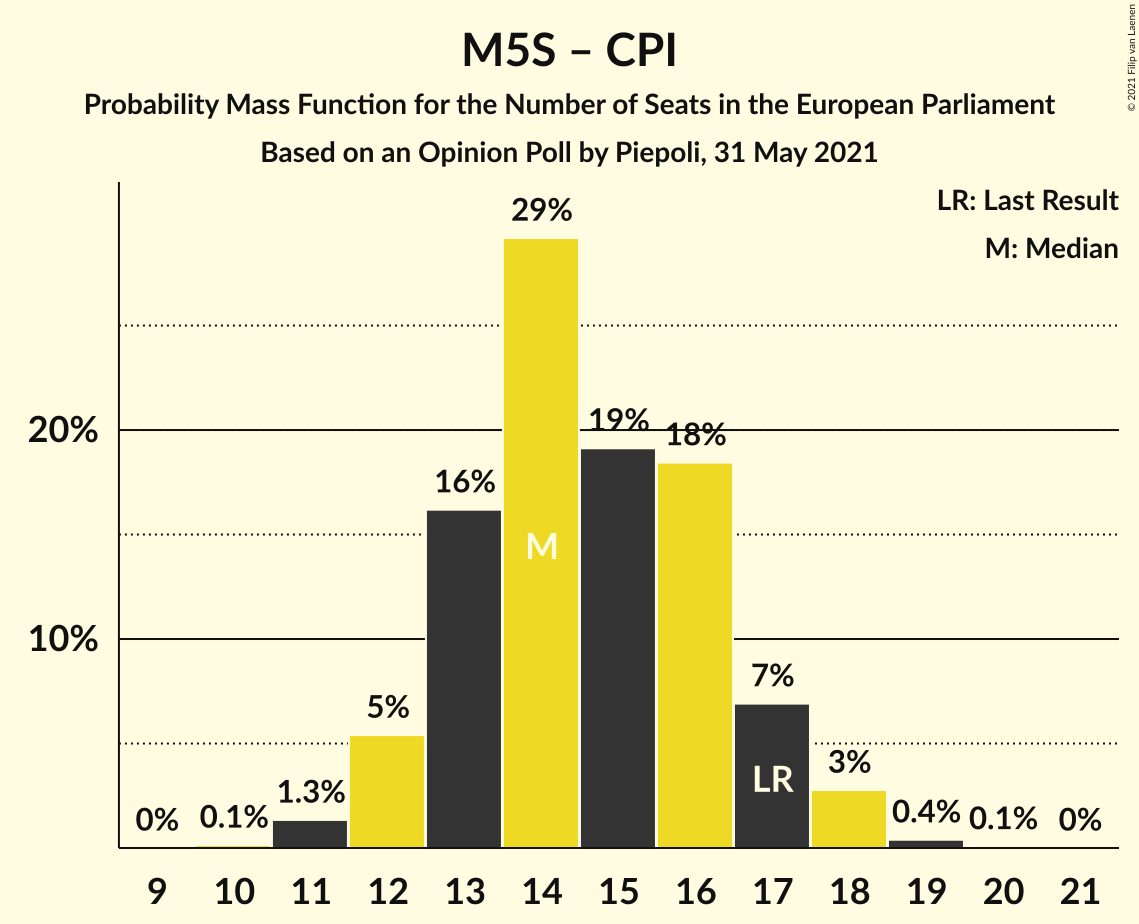 M5S – CPI
Probability Mass Function for the Number of Seats in the European Parliament
Based on an Opinion Poll by Piepoli, 31 May 2021
© 2021 Filip van Laenen
LR: Last Result
M: Median
20%
10%
0%
0.1%
1.3%
5%
16%
29%
19%
18%
7%
3%
0.4%
0.1%
0%
M
LR
9 10 11 12 13 14 15 16 17 18 19 20 21